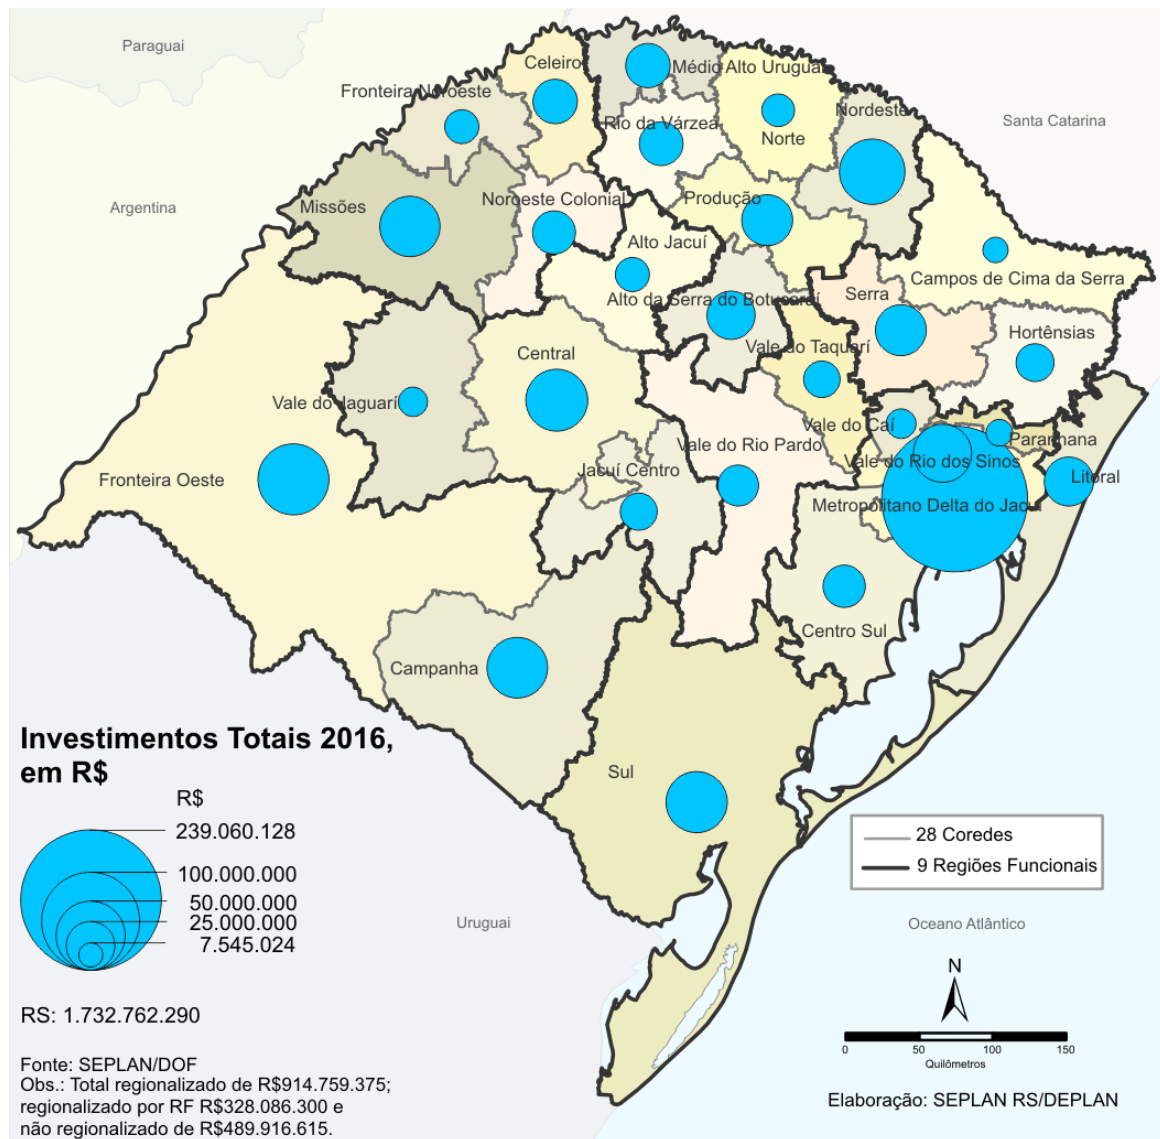 Paraguai
Santa Catarina
Argentina
Celeiro
Médio Alto Uruguai
Fronteira Noroeste
Rio da Várzea
Norte
Nordeste
Missões
Noroeste Colonial
Produção
Alto Jacuí
Campos de Cima da Serra
Alto da Serra do Botucaraí
Serra
Hortênsias
Central
Vale do Taquarí
Vale do Jaguarí
Vale do Caí
Paranhana
Vale do Rio Pardo
Vale do Rio dos Sinos
Fronteira Oeste
Jacuí Centro
Litoral
Metropolitano Delta do Jacuí
Centro Sul
Campanha
Sul
Uruguai
Oceano Atlântico
Investimentos Totais 2016,
em R$
R$
239.060.128
100.000.000
50.000.000
25.000.000
7.545.024
RS: 1.732.762.290
Fonte: SEPLAN/DOF
Obs.: Total regionalizado de R$914.759.375;
regionalizado por RF R$328.086.300 e
não regionalizado de R$489.916.615.
28 Coredes
9 Regiões Funcionais
N
0 50 100 150
Quilômetros
Elaboração: SEPLAN RS/DEPLAN